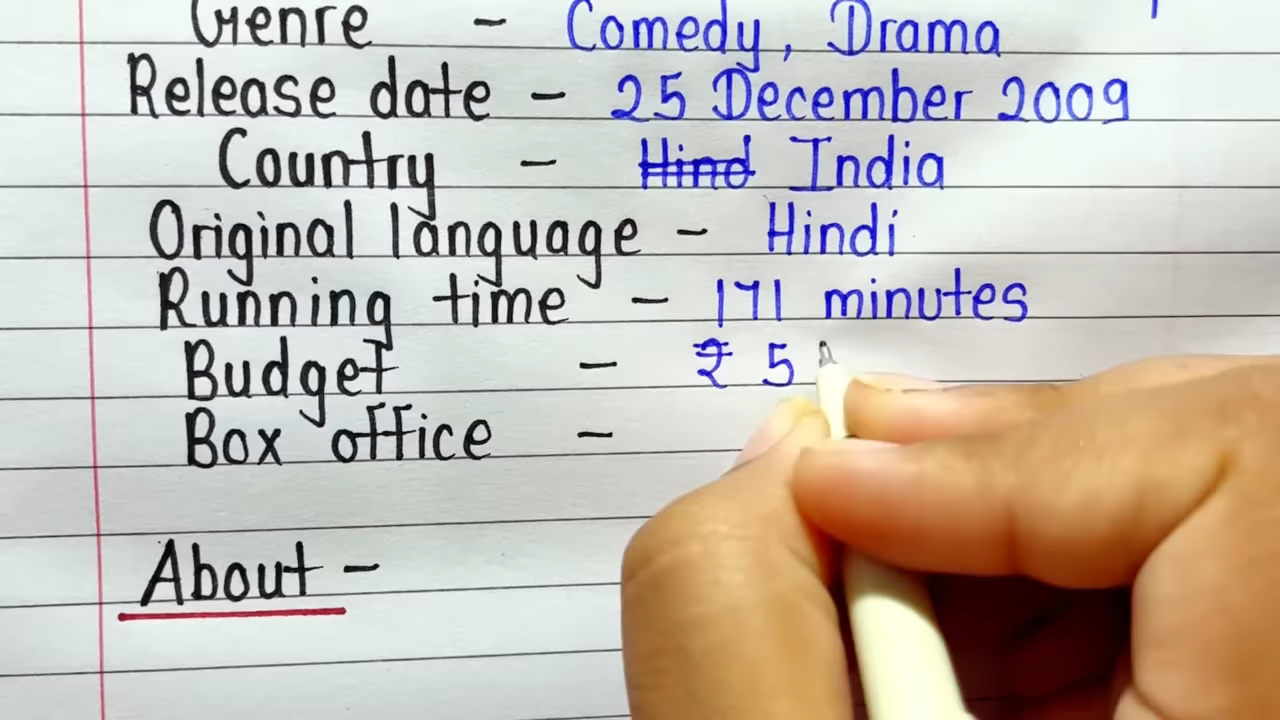 Genre - Comedy, Drama
Release date - 25 December 2009
Country - Hind India
Original language - Hindi
Running time - 171 minutes
Budget - ₹ 5
Box office -
About -